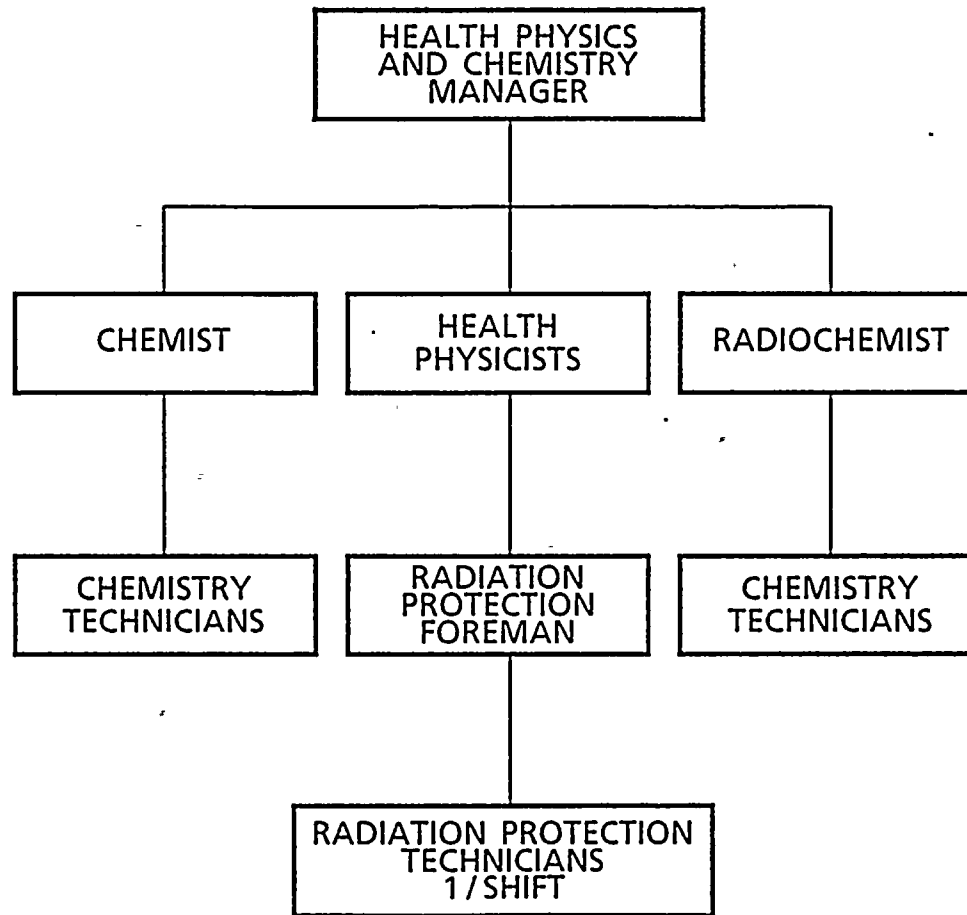 HEALTH PHYSICS
AND CHEMISTRY
MANAGER
CHEMIST
HEALTH
PHYSICISTS
RADIOCHEMIST
CHEMISTRY
TECHNICIANS
RADIATION
PROTECTION
FOREMAN
CHEMISTRY
TECHNICIANS
RADIATION PROTECTION
TECHNICIANS
1/SHIFT